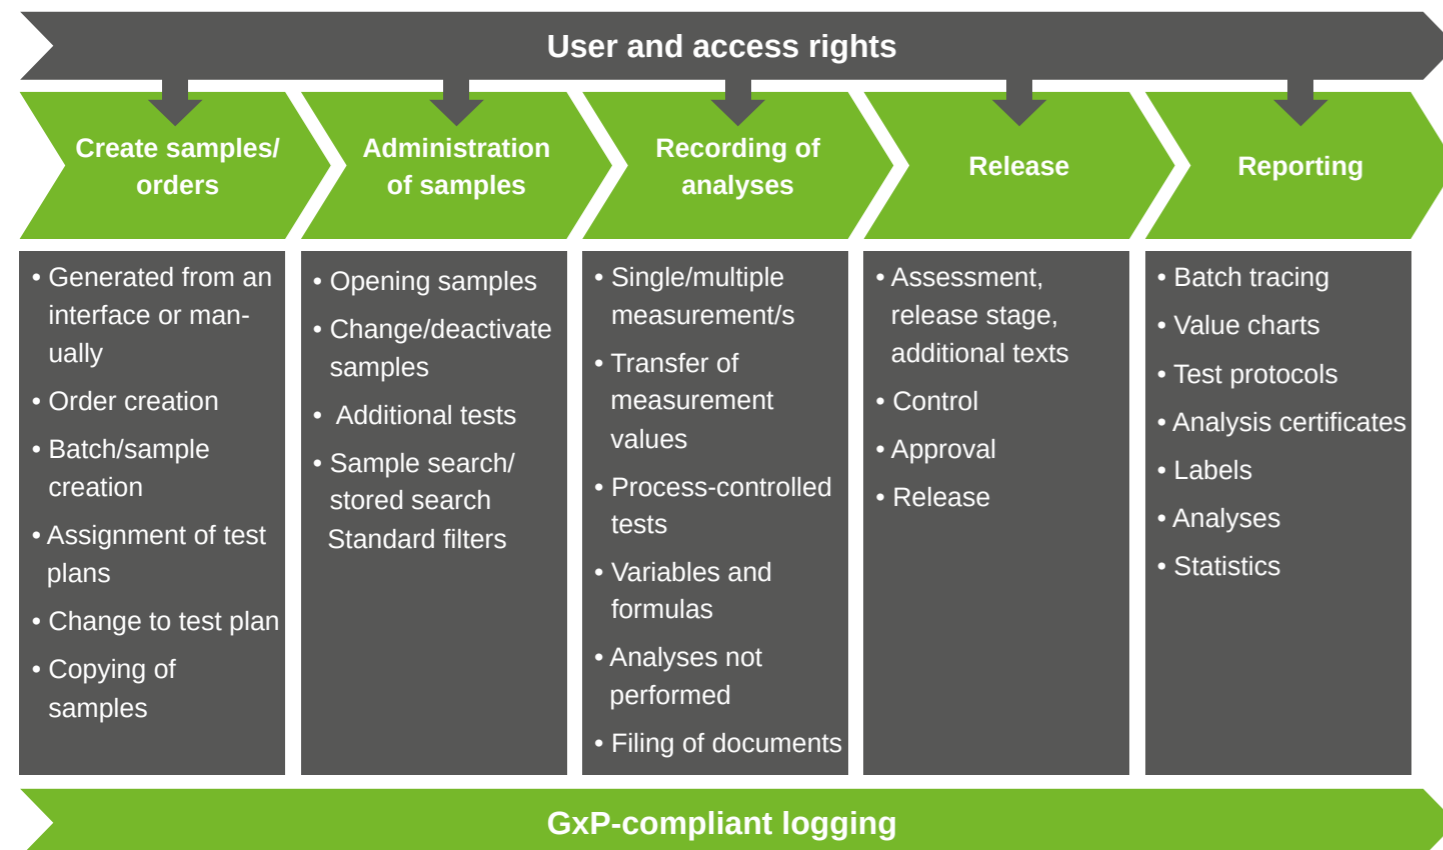 User and access rights
Create samples/
orders
Administration
of samples
Recording of
analyses
Release
Reporting
• Generated from an
interface or man-
ually
• Order creation
• Batch/sample
creation
• Assignment of test
plans
• Change to test plan
• Copying of
samples
• Opening samples
• Change/deactivate
samples
• Additional tests
• Sample search/
stored search
Standard filters
• Single/multiple
measurement/s
• Transfer of
measurement
values
• Process-controlled
tests
• Variables and
formulas
• Analyses not
performed
• Filing of documents
• Assessment,
release stage,
additional texts
• Control
• Approval
• Release
• Batch tracing
• Value charts
• Test protocols
• Analysis certificates
• Labels
• Analyses
• Statistics
GxP-compliant logging